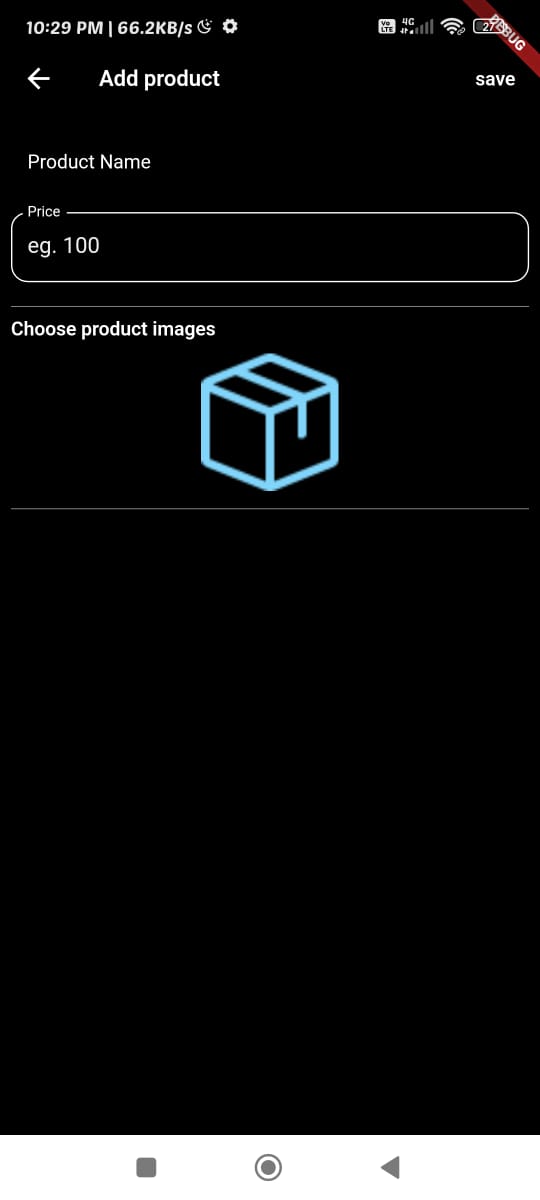 10:29 PM | 66.2KB/s
Vo LTE 4G 27
DEBUG
Add product
save
Product Name
Price
eg. 100
Choose product images